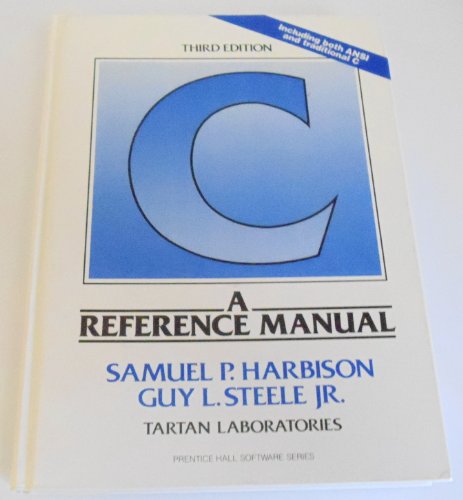 THIRD EDITION
Including both ANSI
and traditional C
C
A
REFERENCE MANUAL
SAMUEL P. HARBISON
GUY L. STEELE JR.
TARTAN LABORATORIES
PRENTICE HALL SOFTWARE SERIES